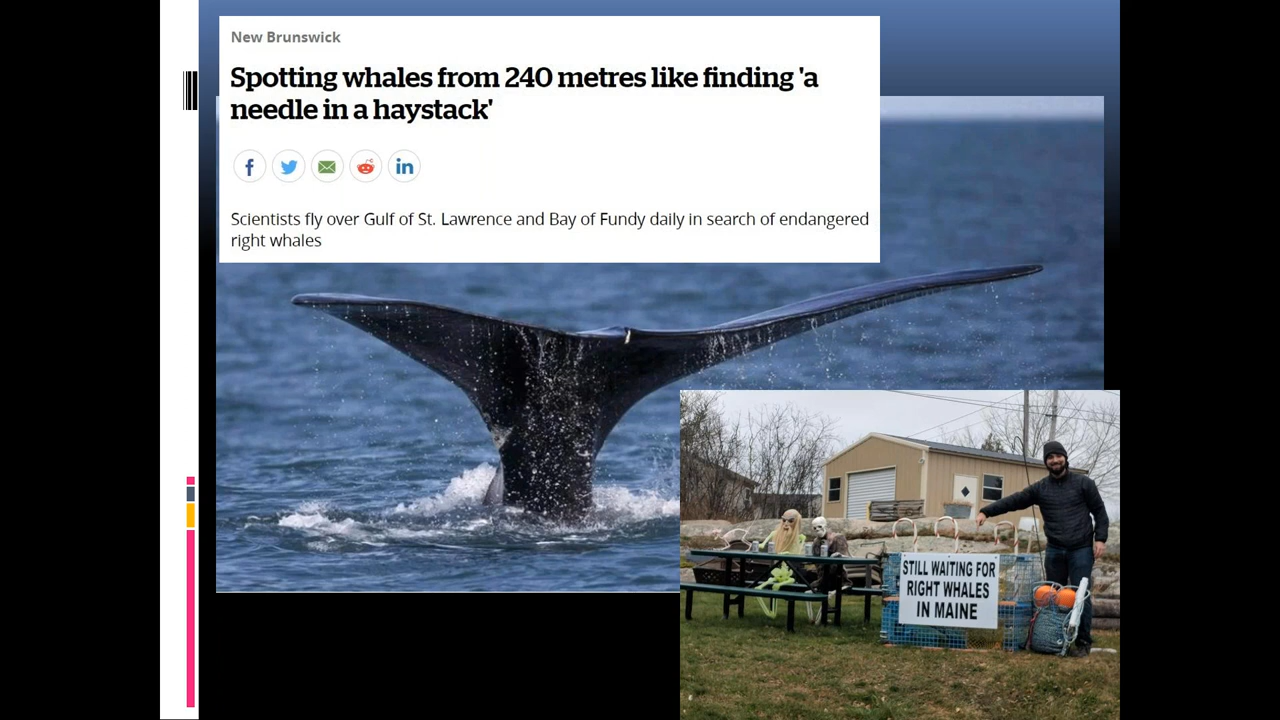 New Brunswick
Spotting whales from 240 metres like finding 'a
needle in a haystack'
Scientists fly over Gulf of St. Lawrence and Bay of Fundy daily in search of endangered
right whales
STILL WAITING FOR
RIGHT WHALES
IN MAINE